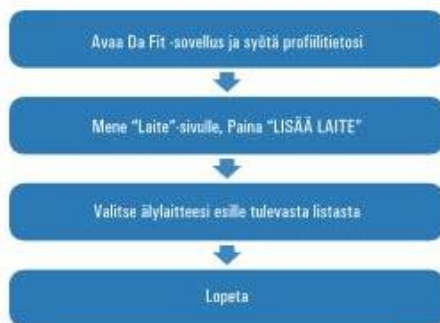 Avaa Da Fit -sovellus ja syötä profiilitietosi
Mene “Laite”-sivulle, Paina “LISÄÄ LAITE”
Valitse älylaitteesi esille tulevasta listasta
Lopeta